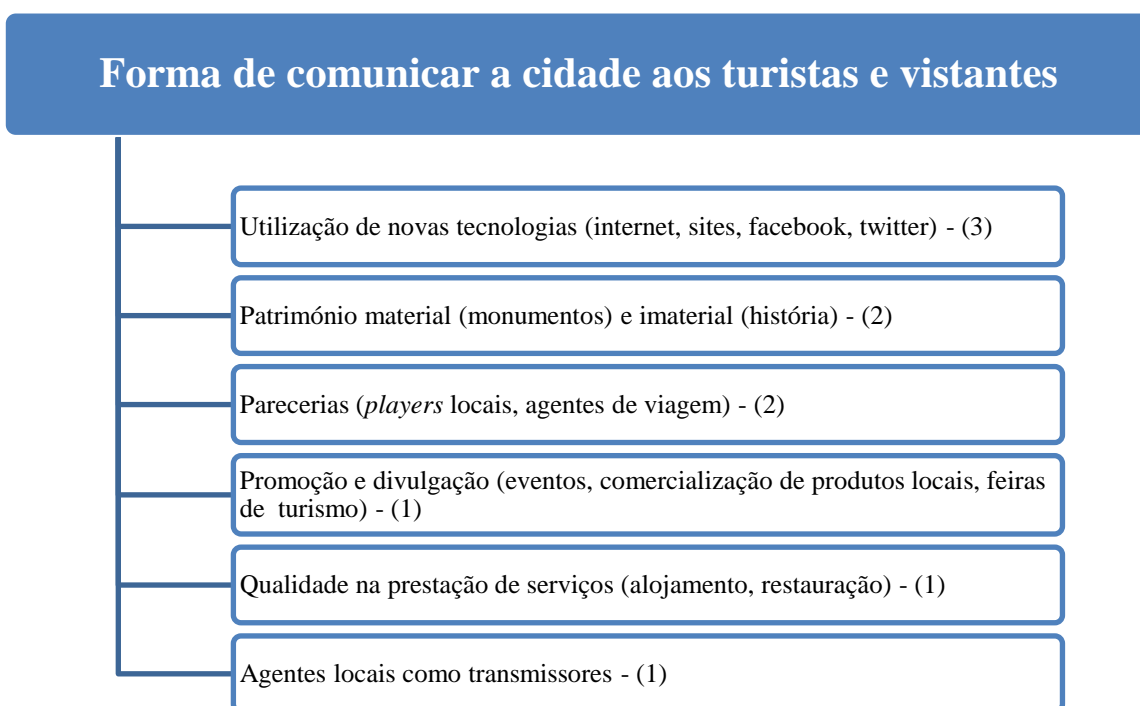 Forma de comunicar a cidade aos turistas e vistantes
Utilização de novas tecnologias (internet, sites, facebook, twitter) - (3)
Património material (monumentos) e imaterial (história) - (2)
Parecerias (players locais, agentes de viagem) - (2)
Promoção e divulgação (eventos, comercialização de produtos locais, feiras
de turismo) - (1)
Qualidade na prestação de serviços (alojamento, restauração) - (1)
Agentes locais como transmissores - (1)